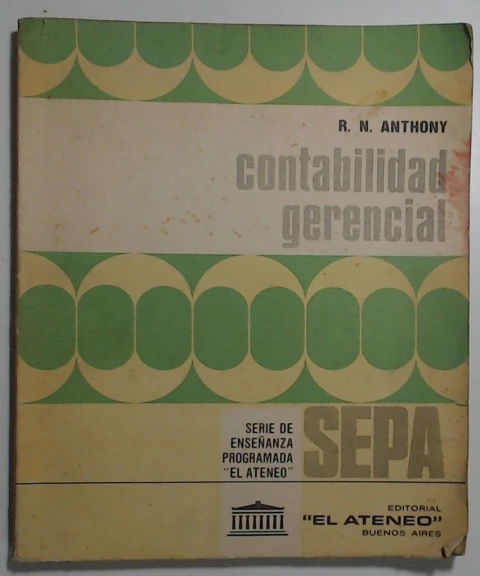 R. N. ANTHONY
contabilidad
gerencial
SERIE DE
ENSEÑANZA
PROGRAMADA
"EL ATENEO"
SEPA
EDITORIAL
"EL ATENEO"
BUENOS AIRES